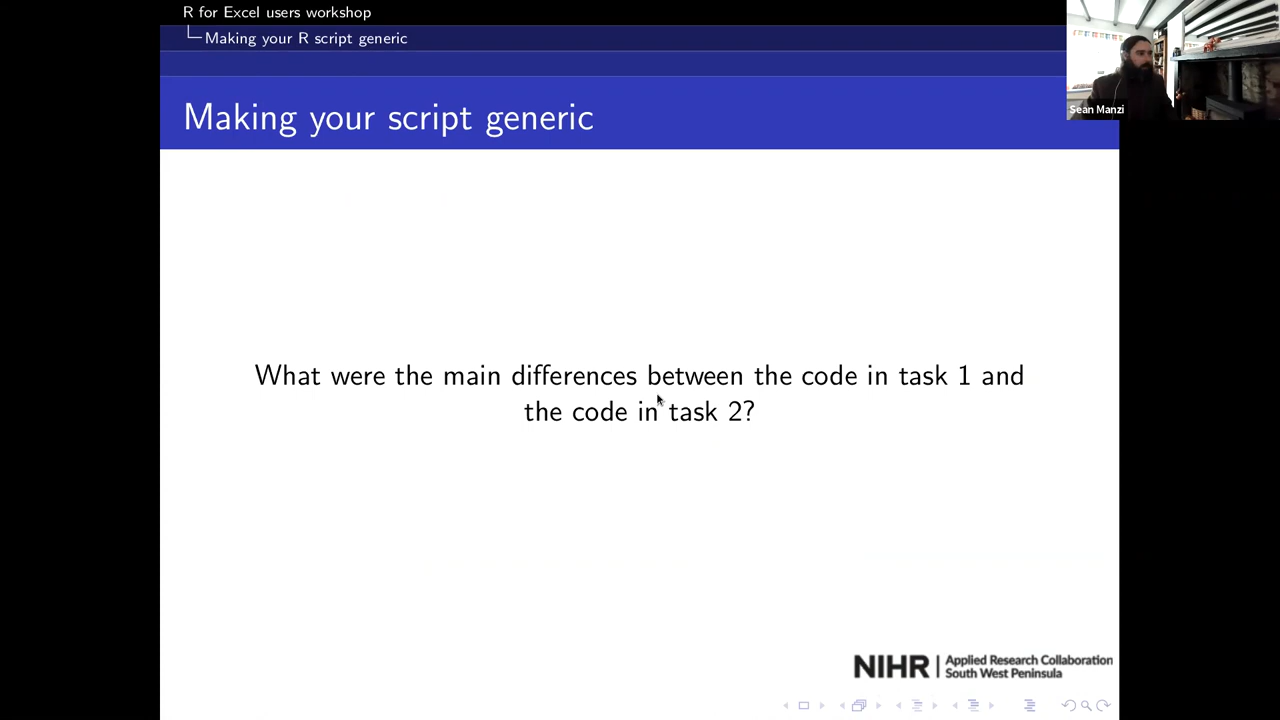 R for Excel users workshop
Making your R script generic
Sean Manzi
Making your script generic
What were the main differences between the code in task 1 and
the code in task 2?
NIHR | Applied Research Collaboration
South West Peninsula